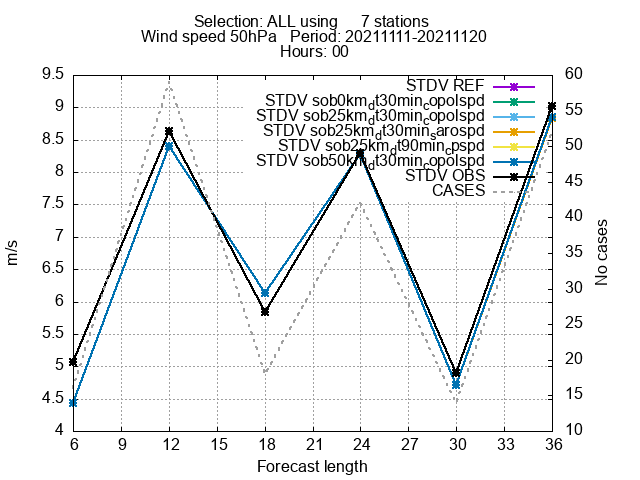 Selection: ALL using 7 stations
Wind speed 50hPa Period: 20211111-20211120
Hours: 00
STDV REF
STDV sob0km_dt30min_copolspd
STDV sob25km_dt30min_copolspd
STDV sob25km_dt30min_sarospd
STDV sob25km_dt90min_cpspd
STDV sob50km_dt30min_copolspd
STDV OBS
CASES
9.5
9
8.5
8
7.5
7
6.5
6
5.5
5
4.5
4
m/s
60
55
50
45
40
35
30
25
20
15
10
No cases
6 9 12 15 18 21 24 27 30 33 36
Forecast length